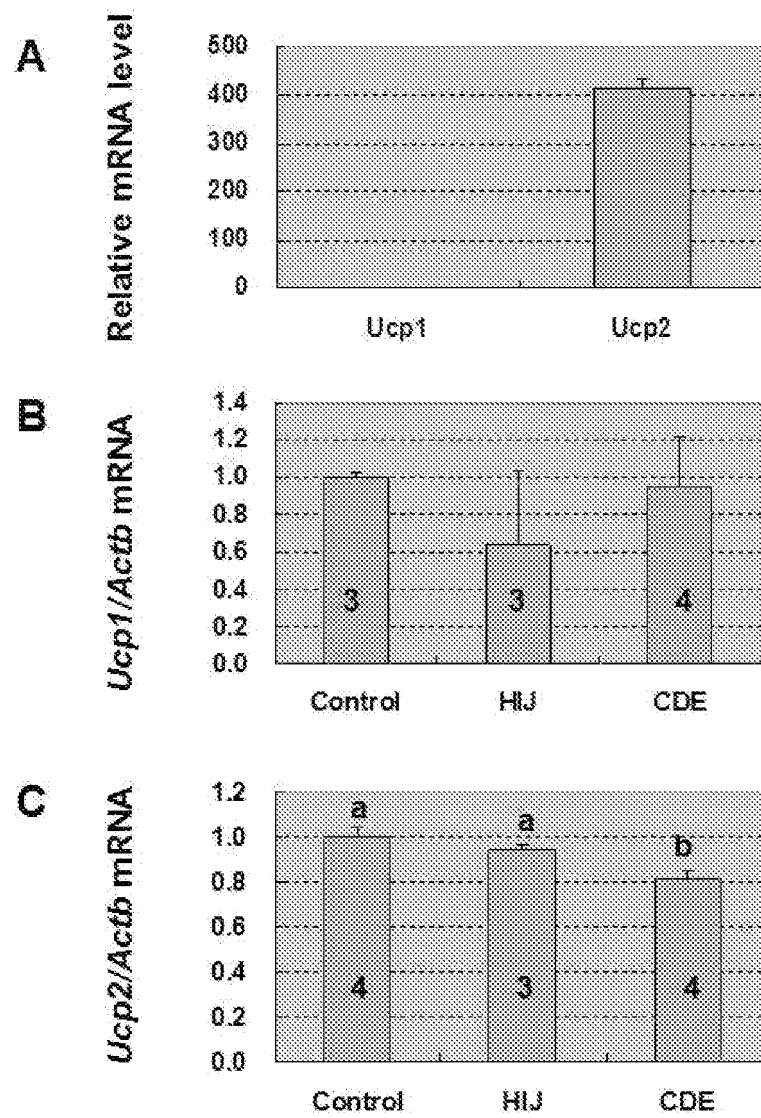 A
Relative mRNA level
500
400
300
200
100
0
Ucp1 Ucp2
B
Ucp1/Actb mRNA
1.4
1.2
1.0
0.8
0.6
0.4
0.2
0.0
3 3 4
Control HIJ CDE
C
Ucp2/Actb mRNA
1.2
1.0
0.8
0.6
0.4
0.2
0.0
a a b
4 3 4
Control HIJ CDE